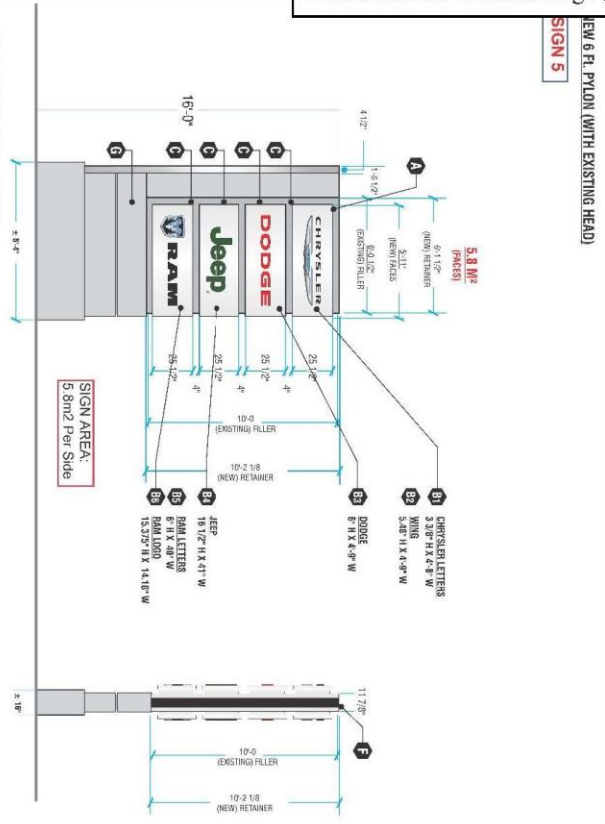 NEW 6 Ft. PYLON (WITH EXISTING HEAD)
SIGN 5
5.8 M²
(FACES)
6'-1 1/2"
(NEW) RETAINER
5'-11"
(NEW) FACES
6'-0 1/2"
(EXISTING) FILLER
1'-6 1/2"
4 1/2"
16'-0"
A
C
C
C
C
G
CHRYSLER
DODGE
Jeep
RAM
25 1/2"
4"
25 1/2"
4"
25 1/2"
4"
25 1/2"
10'-0
(EXISTING) FILLER
10'-2 1/8
(NEW) RETAINER
B1 CHRYSLER LETTERS
3 3/8" H X 4'-8" W
B2 WING
5.48" H X 4'-9" W
B3 DODGE
8" H X 4'-9" W
B4 JEEP
16 1/2" H X 41" W
B5 RAM LETTERS
B6 RAM LOGO
15.375" H X 14.18" W
SIGN AREA:
5.8m2 Per Side
F
11 7/8"
10'-0
(EXISTING) FILLER
10'-2 1/8
(NEW) RETAINER
± 16"